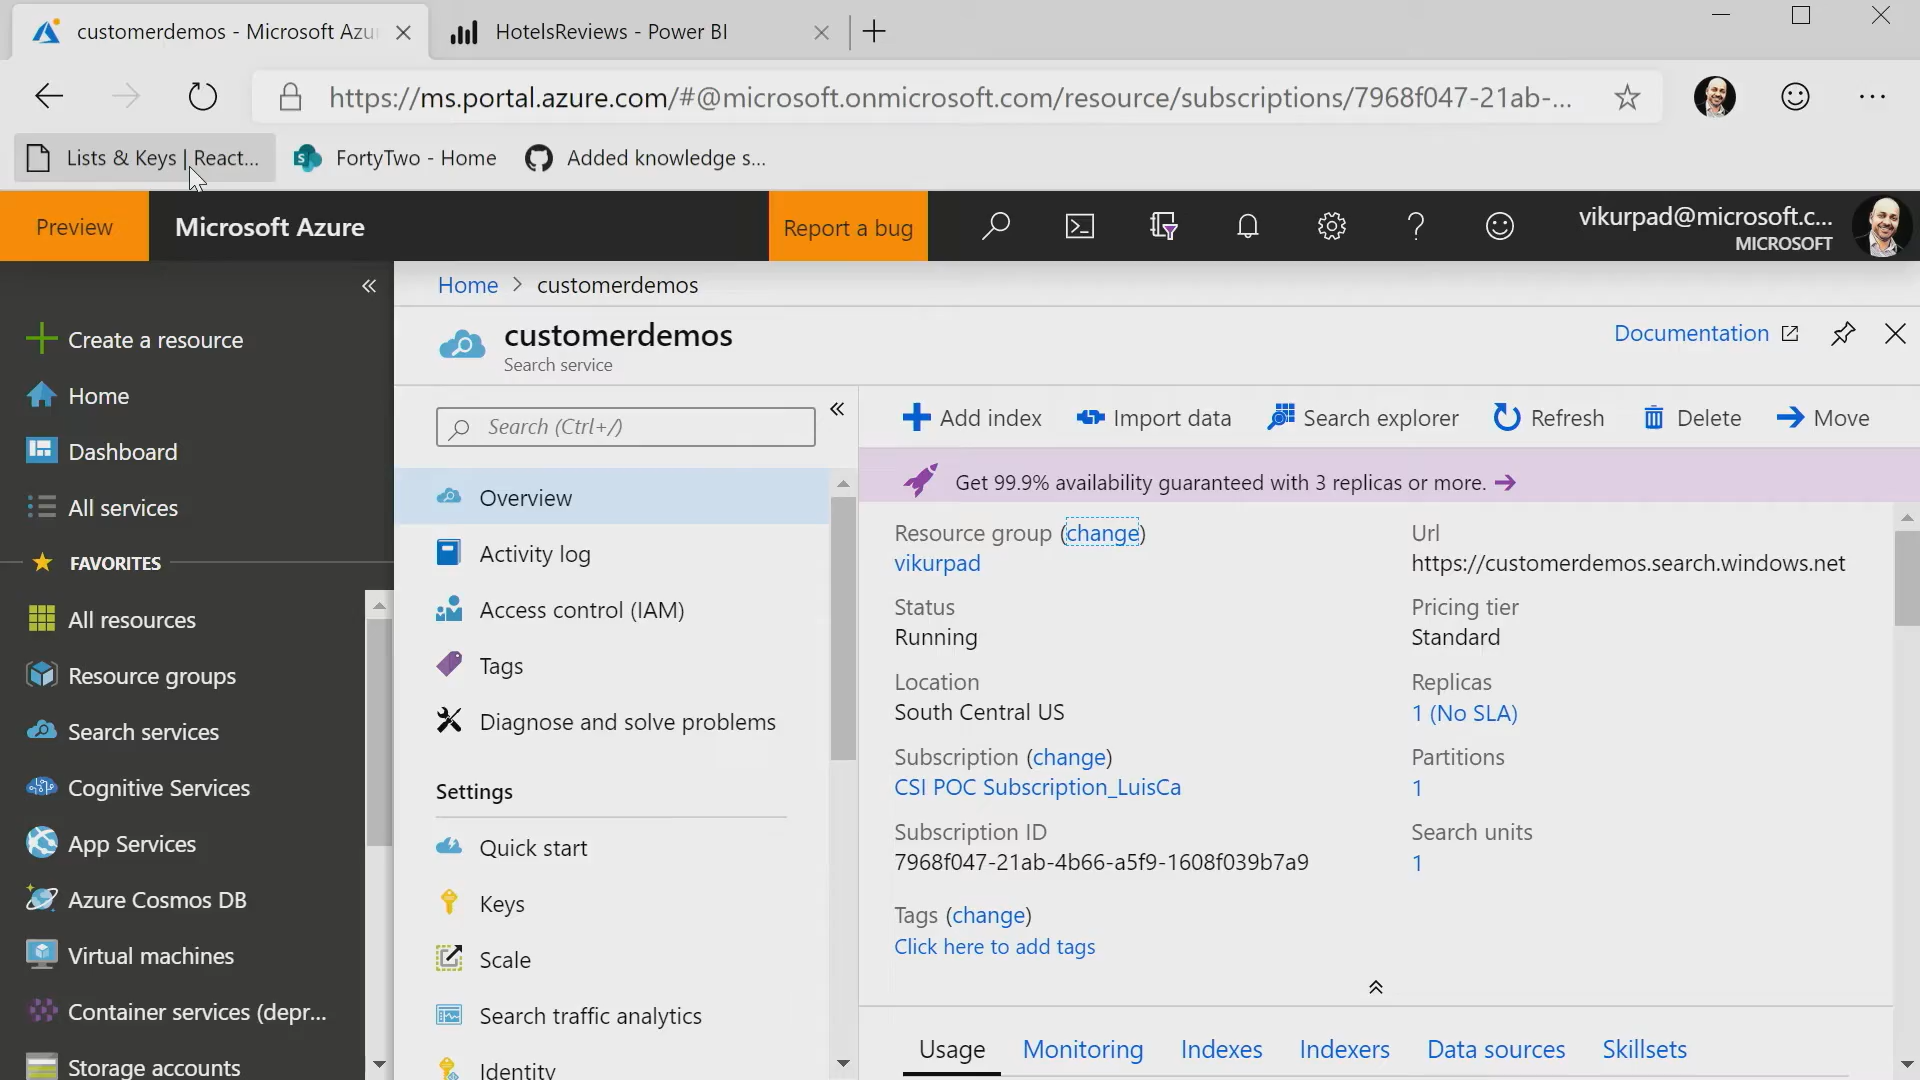 customerdemos - Microsoft Azu
HotelsReviews - Power BI
https://ms.portal.azure.com/#@microsoft.onmicrosoft.com/resource/subscriptions/7968f047-21ab-...
Lists & Keys | React...
FortyTwo - Home
Added knowledge s...
Preview
Microsoft Azure
Report a bug
vikurpad@microsoft.c...
MICROSOFT
Create a resource
Home
Dashboard
All services
FAVORITES
All resources
Resource groups
Search services
Cognitive Services
App Services
Azure Cosmos DB
Virtual machines
Container services (depr...
Storage accounts
Home > customerdemos
customerdemos
Search service
Documentation
Search (Ctrl+/)
Overview
Activity log
Access control (IAM)
Tags
Diagnose and solve problems
Settings
Quick start
Keys
Scale
Search traffic analytics
Identity
Add index
Import data
Search explorer
Refresh
Delete
Move
Get 99.9% availability guaranteed with 3 replicas or more.
Resource group (change)
vikurpad
Status
Running
Location
South Central US
Subscription (change)
CSI POC Subscription_LuisCa
Subscription ID
7968f047-21ab-4b66-a5f9-1608f039b7a9
Tags (change)
Click here to add tags
Url
https://customerdemos.search.windows.net
Pricing tier
Standard
Replicas
1 (No SLA)
Partitions
1
Search units
1
Usage
Monitoring
Indexes
Indexers
Data sources
Skillsets